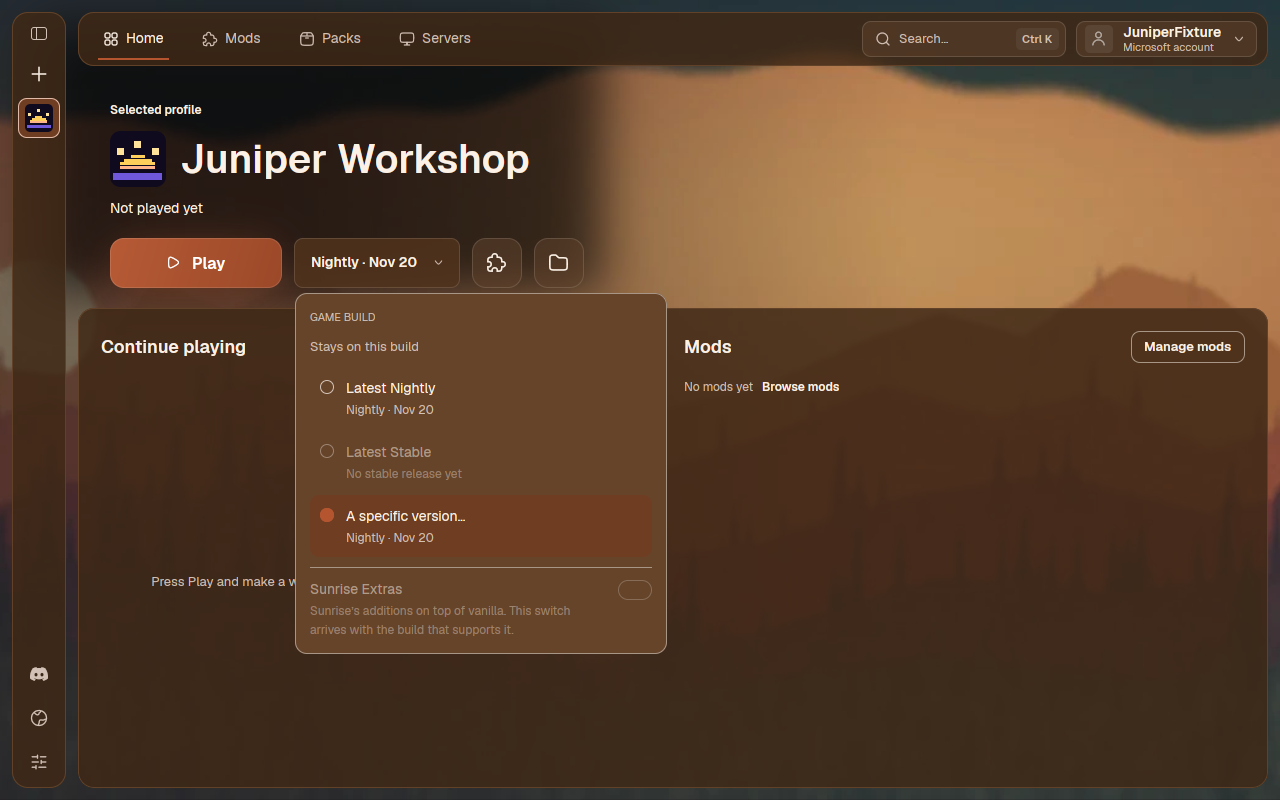 Home
Mods
Packs
Servers
Search...
Ctrl K
JuniperFixture
Microsoft account
Selected profile
Juniper Workshop
Not played yet
Play
Nightly · Nov 20
GAME BUILD
Stays on this build
Latest Nightly
Nightly · Nov 20
Latest Stable
No stable release yet
A specific version...
Nightly · Nov 20
Sunrise Extras
Sunrise's additions on top of vanilla. This switch
arrives with the build that supports it.
Continue playing
Press Play and make a
Mods
Manage mods
No mods yet Browse mods